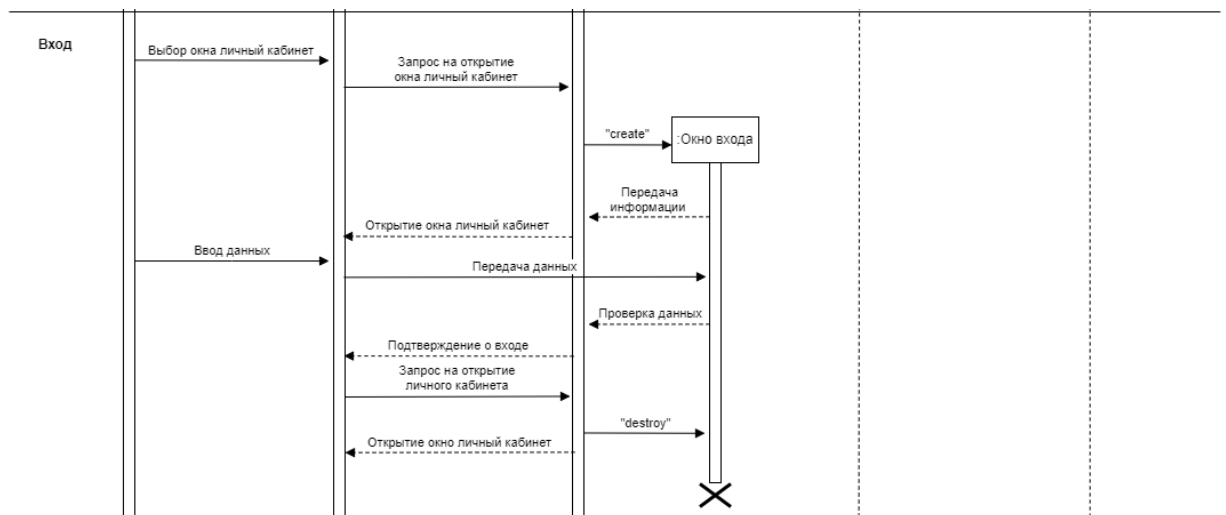 Вход
Выбор окна личный кабинет
Запрос на открытие
окна личный кабинет
"create"
:Окно входа
Передача
информации
Открытие окна личный кабинет
Ввод данных
Передача данных
Проверка данных
Подтверждение о входе
Запрос на открытие
личного кабинета
"destroy"
Открытие окно личный кабинет